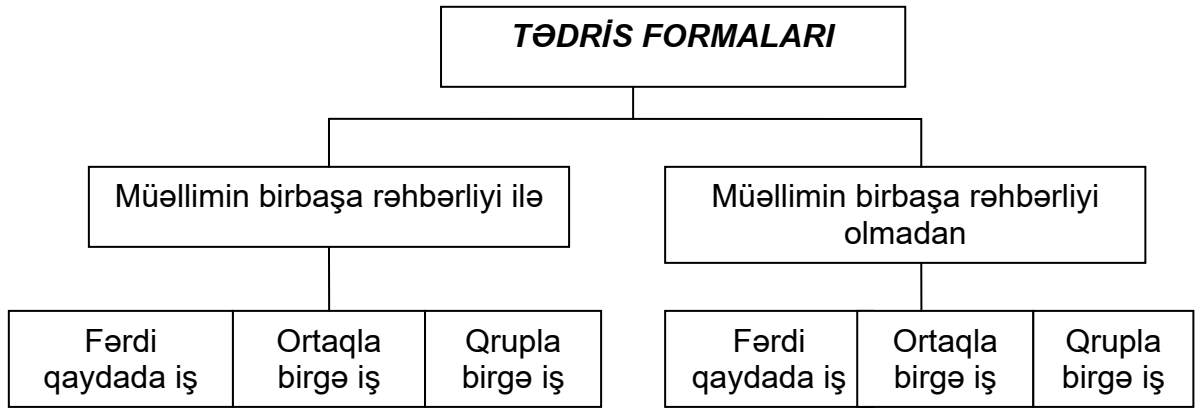 TƏDRİS FORMALARI
Müəllimin birbaşa rəhbərliyi ilə
Müəllimin birbaşa rəhbərliyi
olmadan
Fərdi
qaydada iş
Ortaqla
birgə iş
Qrupla
birgə iş
Fərdi
qaydada iş
Ortaqla
birgə iş
Qrupla
birgə iş